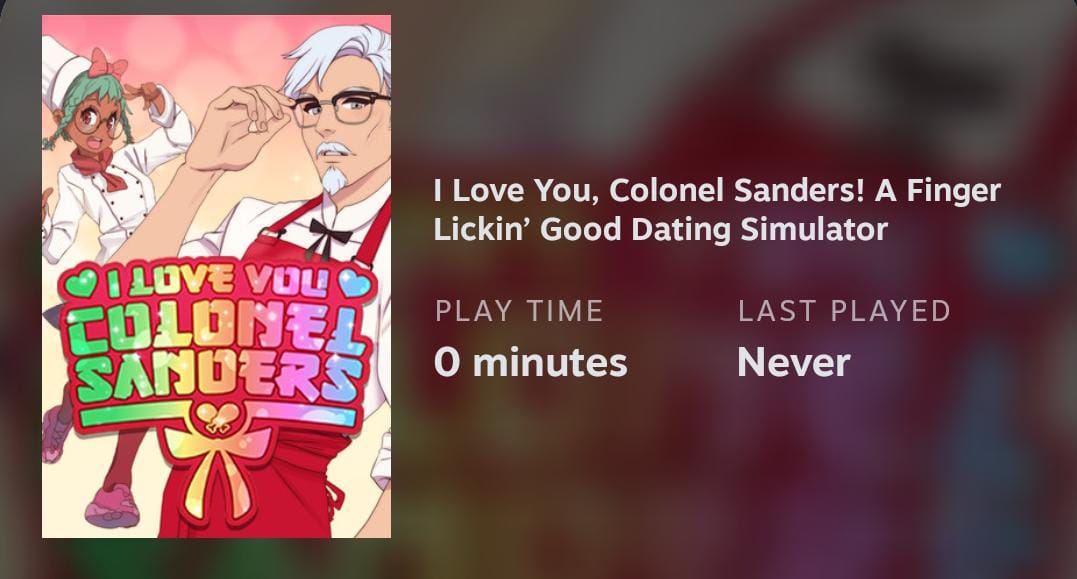 I LOVE YOU
COLONEL
SANDERS
I Love You, Colonel Sanders! A Finger
Lickin’ Good Dating Simulator
PLAY TIME
LAST PLAYED
0 minutes
Never